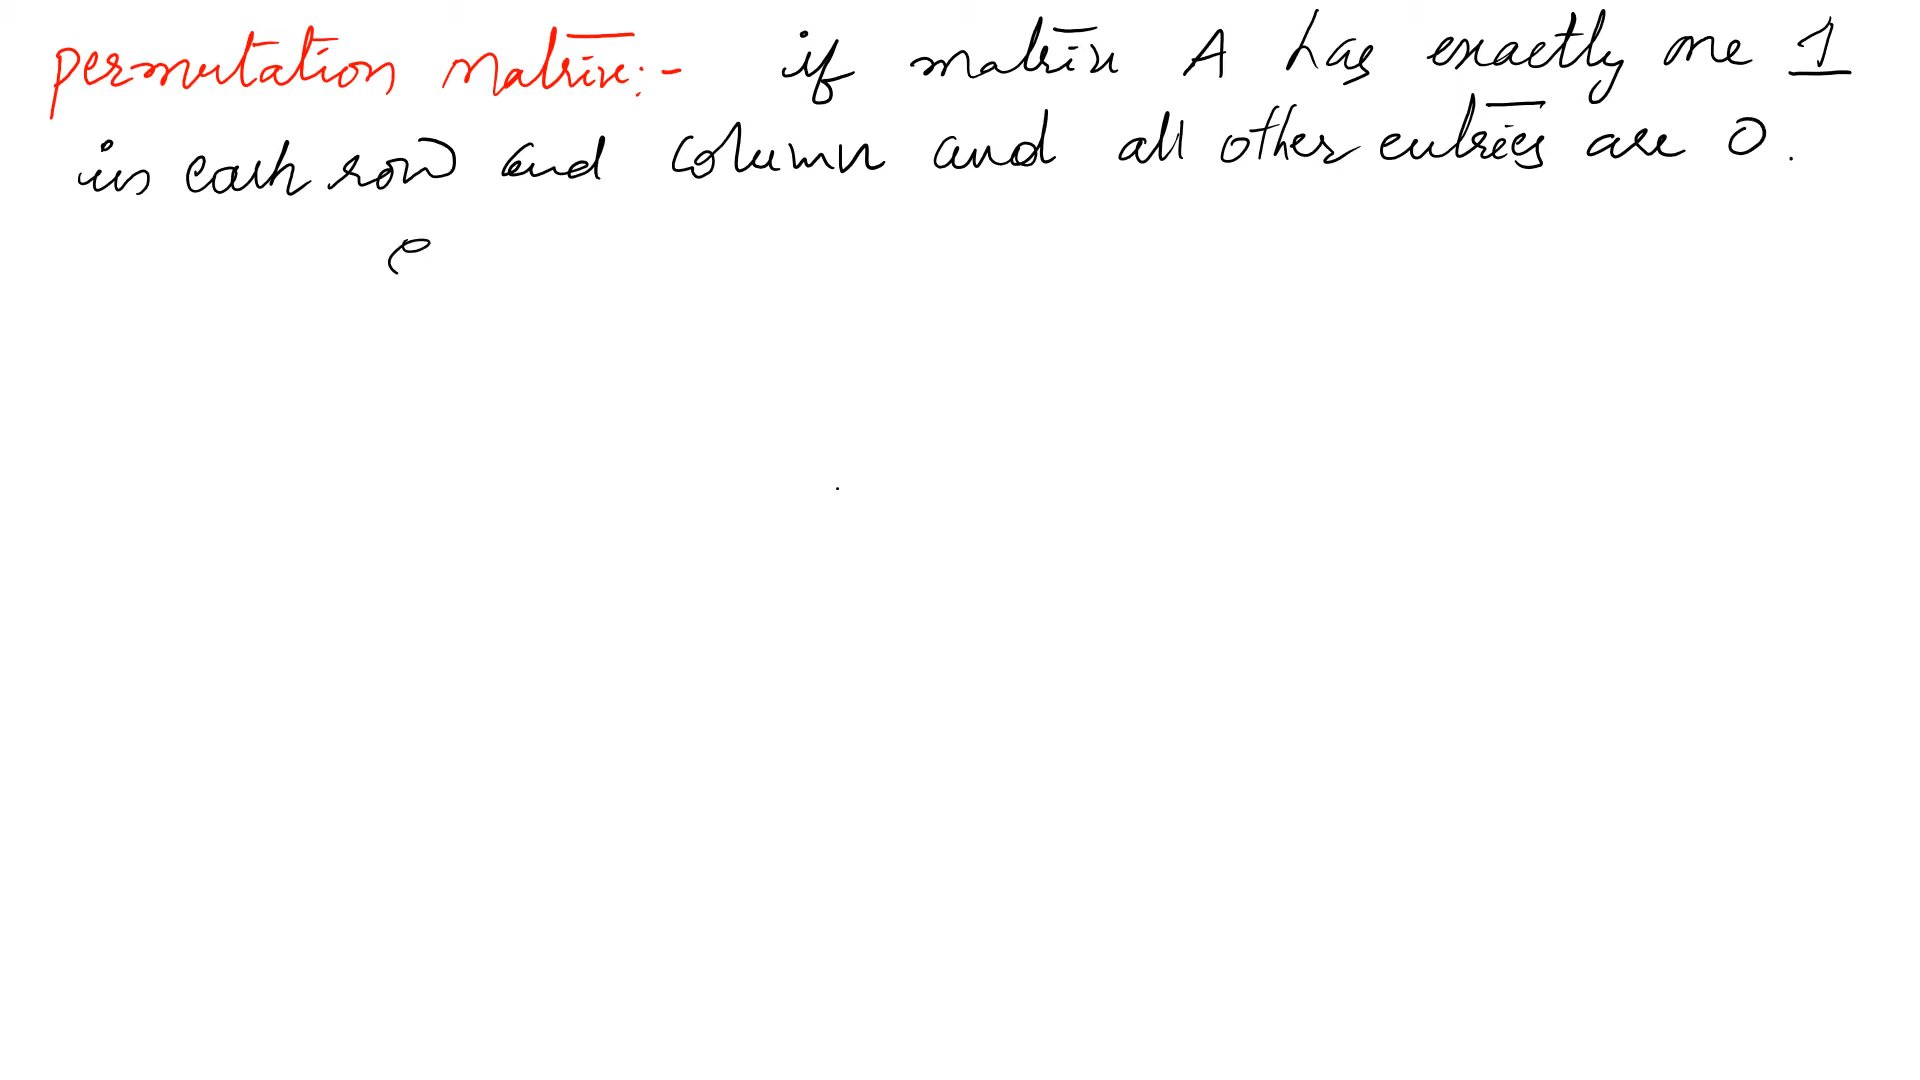 permutation Matrix:- if matrix A has exactly one 1
in each row and column and all other entries are 0.
e